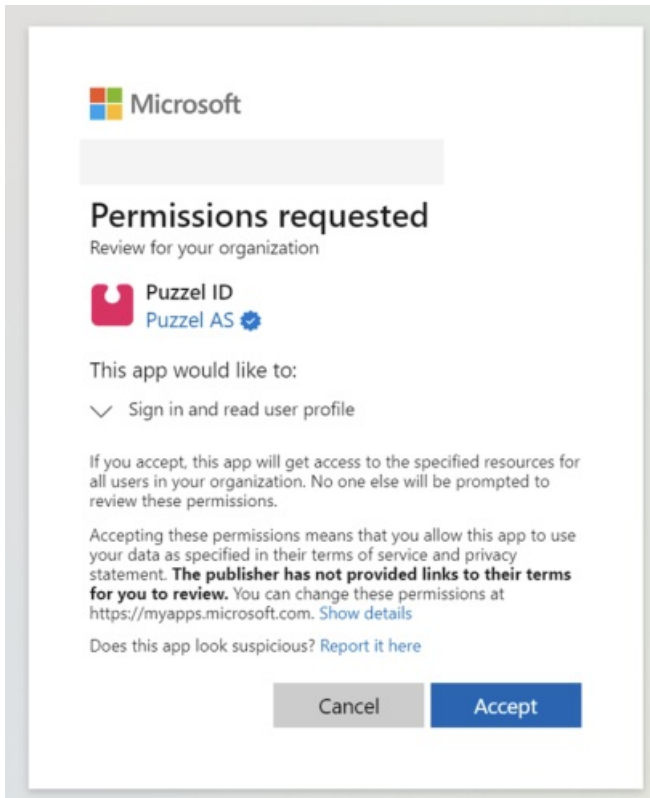 Microsoft
Permissions requested
Review for your organization
Puzzel ID
Puzzel AS
This app would like to:
Sign in and read user profile
If you accept, this app will get access to the specified resources for
all users in your organization. No one else will be prompted to
review these permissions.
Accepting these permissions means that you allow this app to use
your data as specified in their terms of service and privacy
statement. The publisher has not provided links to their terms
for you to review. You can change these permissions at
https://myapps.microsoft.com. Show details
Does this app look suspicious? Report it here
Cancel
Accept